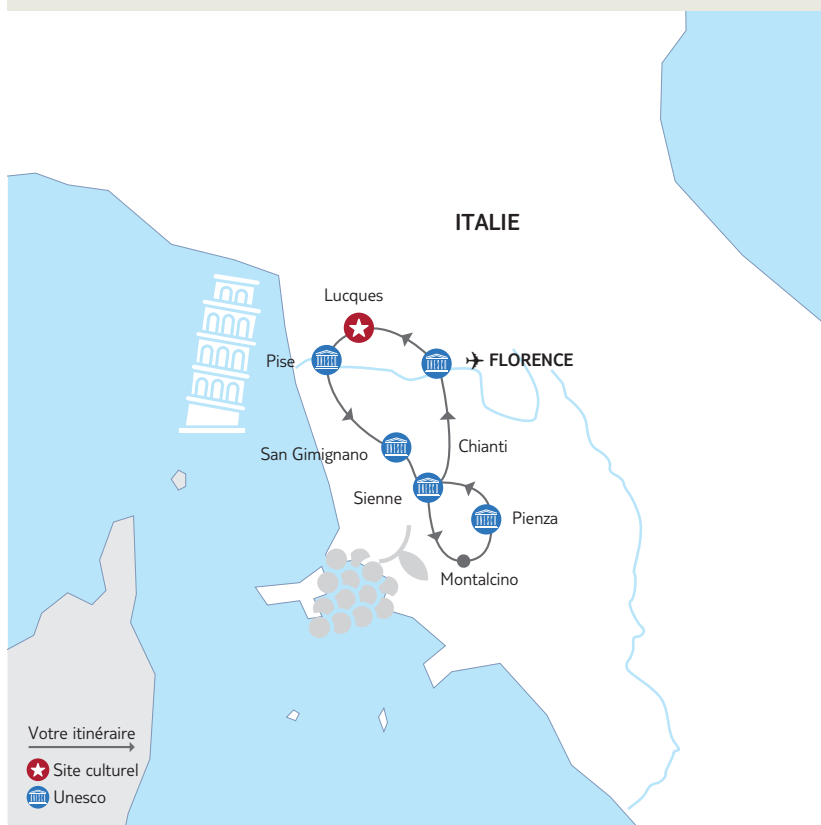 ITALIE
Lucques
Pise
FLORENCE
San Gimignano
Chianti
Sienne
Pienza
Montalcino
Votre itinéraire
Site culturel
Unesco